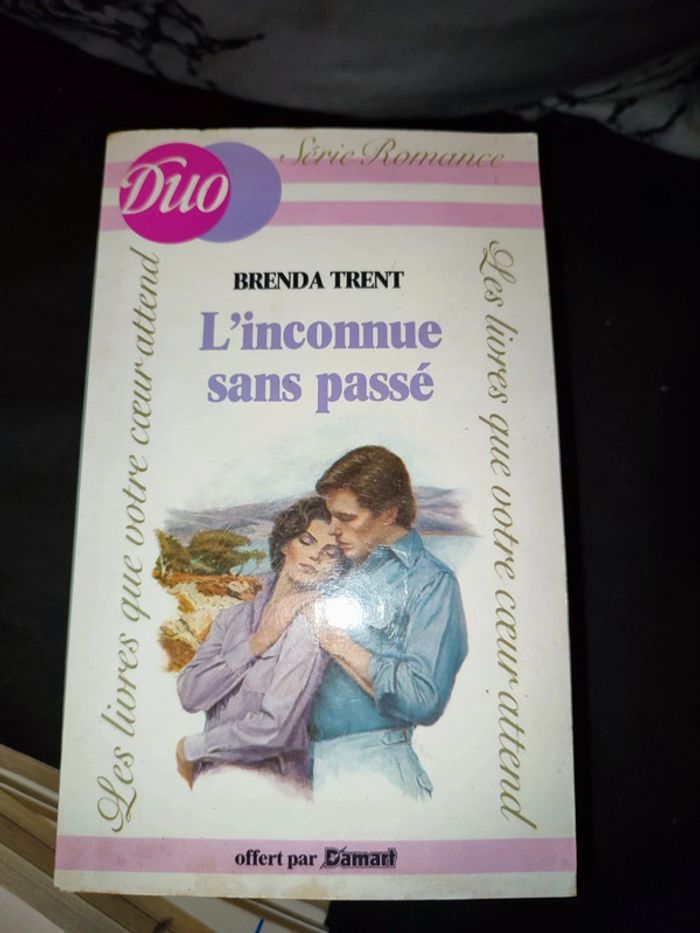 Duo
Série Romance
BRENDA TRENT
L'inconnue
sans passé
Les livres que votre cœur attend
Les livres que votre cœur attend
offert par Damart